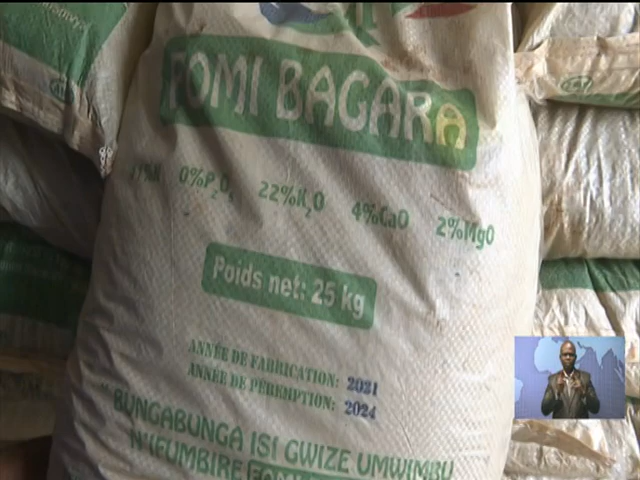 FOMI BAGARA
0%P2O5 22%K2O 4%CaO 2%MgO
Poids net: 25 kg
ANNÉE DE FABRICATION: 2021
ANNÉE DE PÉREMPTION: 2024
BUNGABUNGA ISI GWIZE UMWIMBU
N'IFUMBIRE